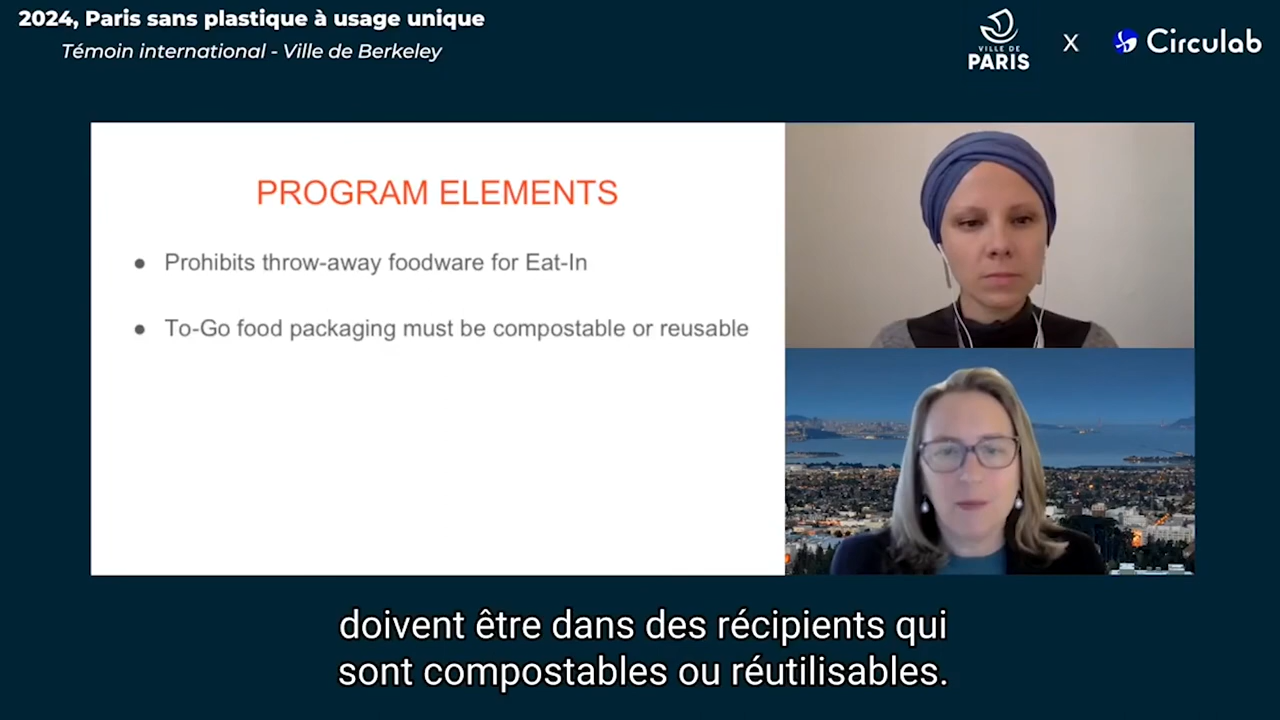 2024, Paris sans plastique à usage unique
Témoin international - Ville de Berkeley
VILLE DE
PARIS
X
Circulab
PROGRAM ELEMENTS
● Prohibits throw-away foodware for Eat-In
● To-Go food packaging must be compostable or reusable
doivent être dans des récipients qui
sont compostables ou réutilisables.